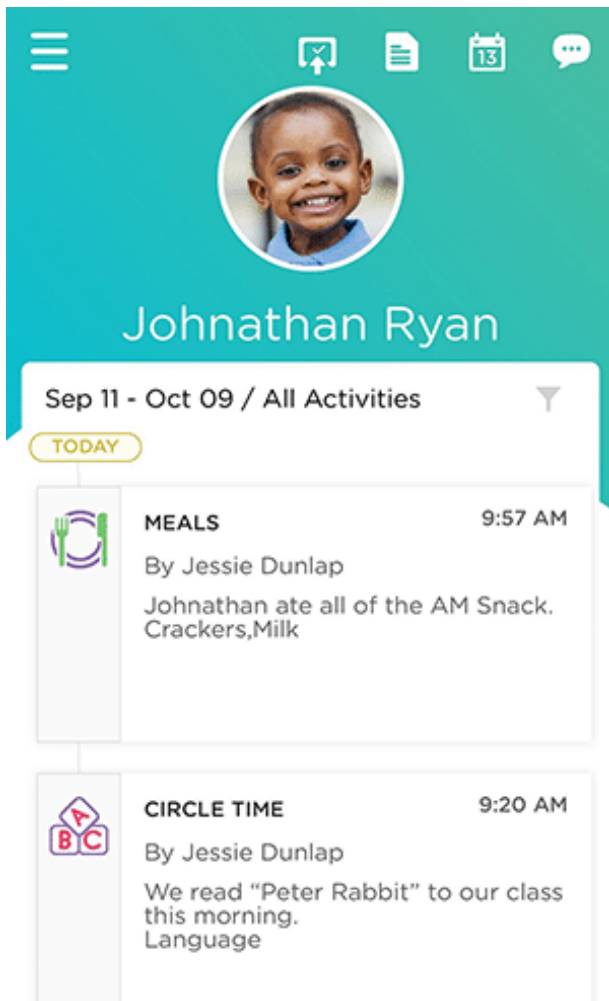 13
Johnathan Ryan
Sep 11 - Oct 09 / All Activities
TODAY
MEALS 9:57 AM
By Jessie Dunlap
Johnathan ate all of the AM Snack.
Crackers,Milk
CIRCLE TIME 9:20 AM
A
B C
By Jessie Dunlap
We read “Peter Rabbit” to our class
this morning.
Language